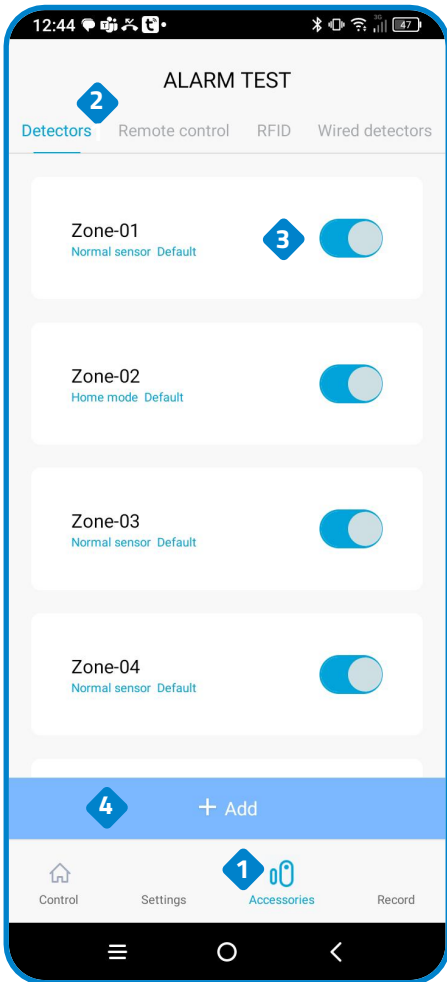 12:44 47
ALARM TEST
2
Detectors Remote control RFID Wired detectors
Zone-01
3
Normal sensor Default
Zone-02
Home mode Default
Zone-03
Normal sensor Default
Zone-04
Normal sensor Default
4 + Add
1
Control Settings Accessories Record